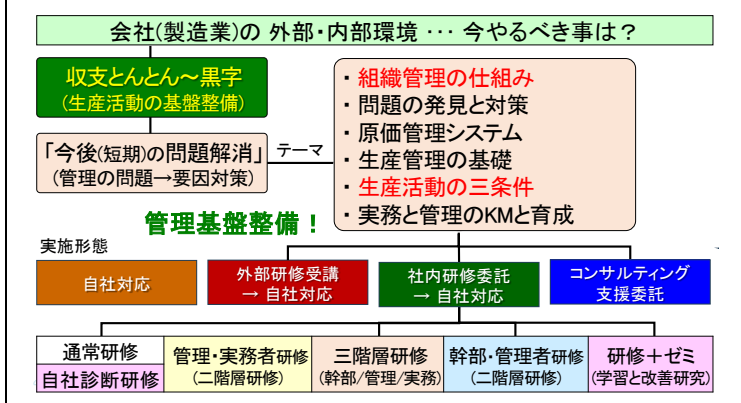 会社(製造業)の 外部・内部環境 … 今やるべき事は？
収支とんとん～黒字
(生産活動の基盤整備)
「今後(短期)の問題解消」
(管理の問題→要因対策)
テーマ
・組織管理の仕組み
・問題の発見と対策
・原価管理システム
・生産管理の基礎
・生産活動の三条件
・実務と管理のKMと育成
管理基盤整備！
実施形態
自社対応
外部研修受講
→ 自社対応
社内研修委託
→ 自社対応
コンサルティング
支援委託
通常研修
自社診断研修
管理・実務者研修
(二階層研修)
三階層研修
(幹部/管理/実務)
幹部・管理者研修
(二階層研修)
研修＋ゼミ
(学習と改善研究)